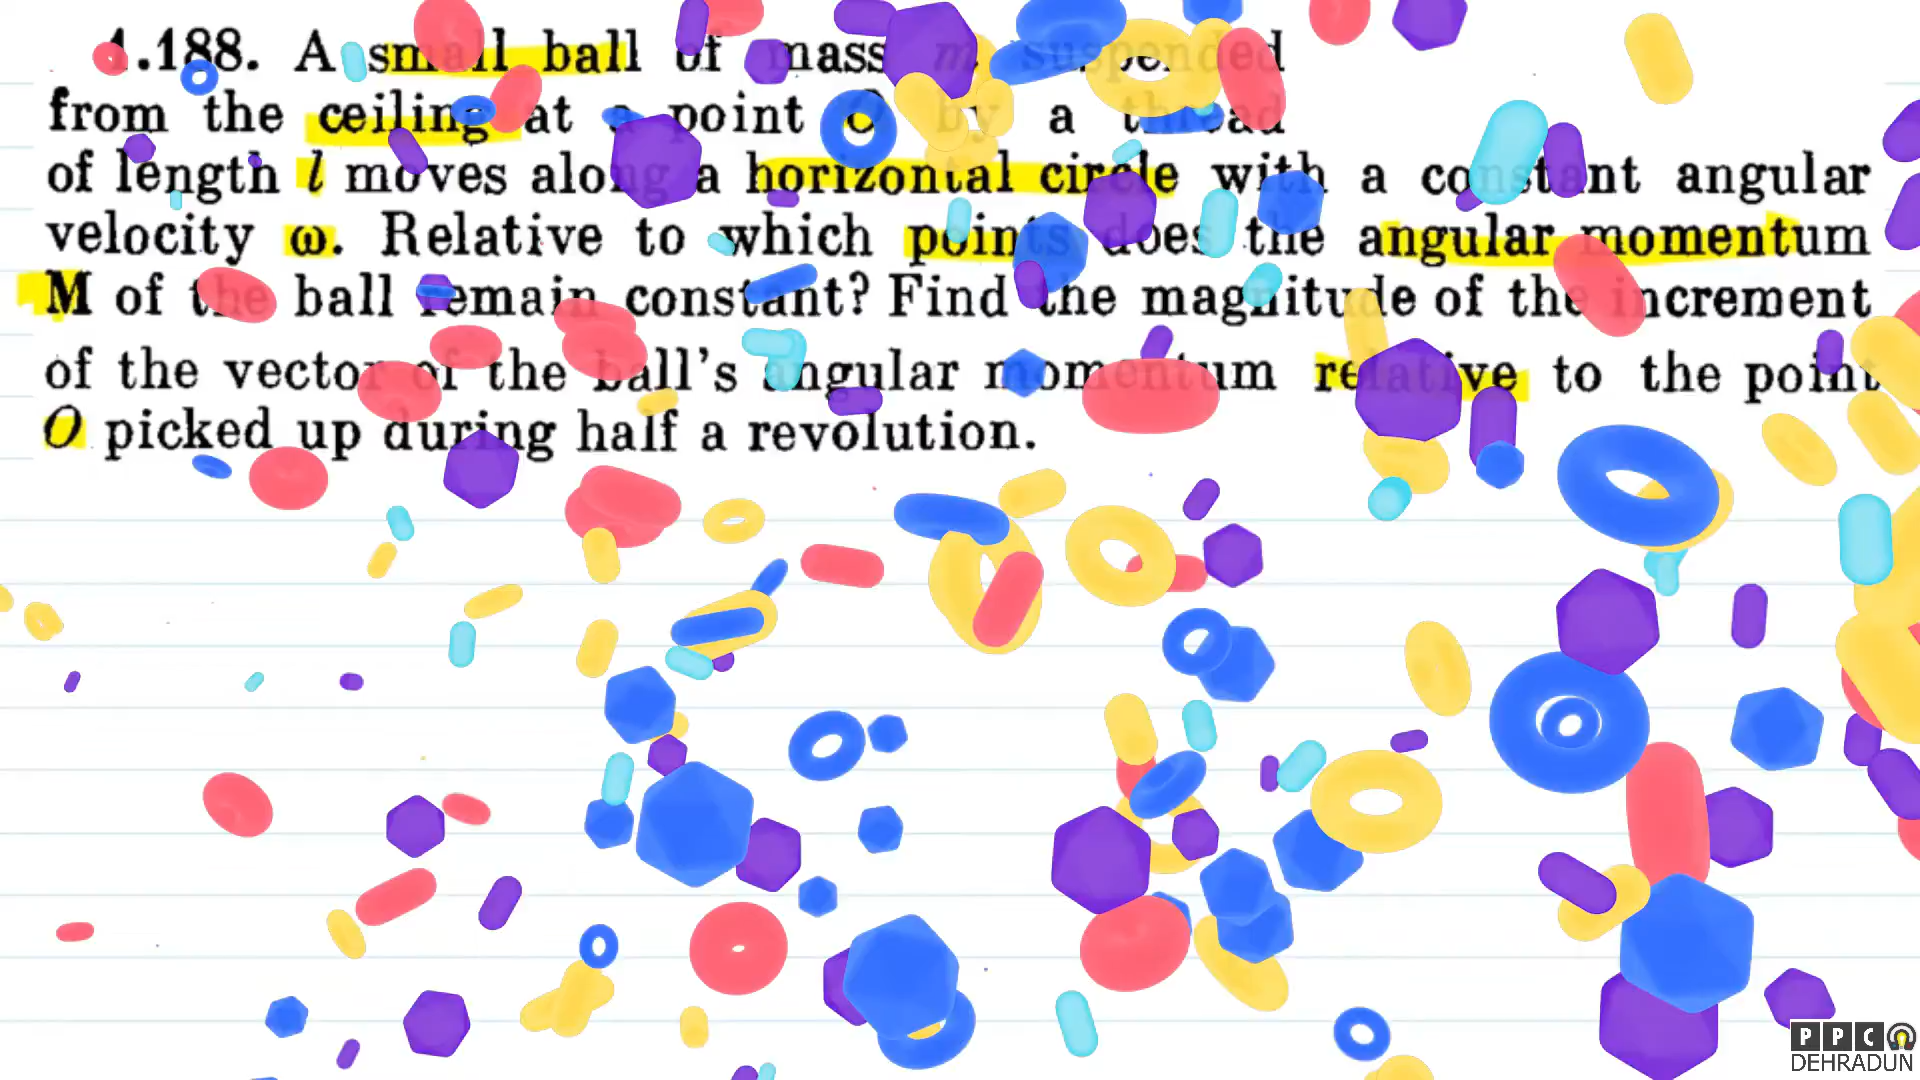 1.188. A small ball of mass m suspended
from the ceiling at a point O by a thread
of length l moves along a horizontal circle with a constant angular
velocity ω. Relative to which points does the angular momentum
M of the ball remain constant? Find the magnitude of the increment
of the vector of the ball's angular momentum relative to the point
O picked up during half a revolution.
PPC
DEHRADUN